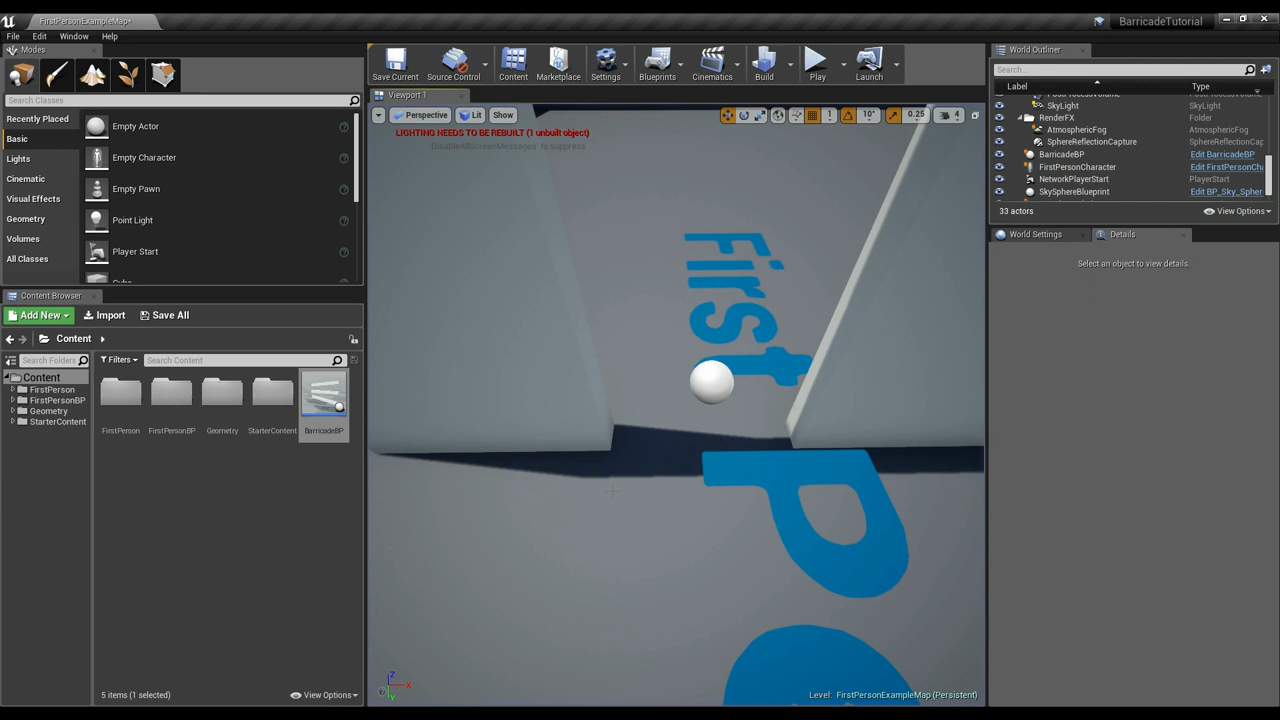 FirstPersonExampleMap*
BarricadeTutorial
File Edit Window Help
Modes
Search Classes
Recently Placed
Basic
Lights
Cinematic
Visual Effects
Geometry
Volumes
All Classes
Empty Actor
Empty Character
Empty Pawn
Point Light
Player Start
Content Browser
Add New
Import
Save All
Content
Search Folders
Filters
Search Content
Content
FirstPerson
FirstPersonBP
Geometry
StarterContent
FirstPerson
FirstPersonBP
Geometry
StarterContent
BarricadeBP
5 items (1 selected)
View Options
Save Current
Source Control
Content
Marketplace
Settings
Blueprints
Cinematics
Build
Play
Launch
Viewport 1
Perspective
Lit
Show
1
10°
0.25
4
LIGHTING NEEDS TO BE REBUILT (1 unbuilt object)
'DisableAllScreenMessages' to suppress
First
P
Z
X
Y
Level: FirstPersonExampleMap (Persistent)
World Outliner
Search...
Label Type
SkyLight SkyLight
RenderFX Folder
AtmosphericFog AtmosphericFog
SphereReflectionCapture SphereReflectionCap
BarricadeBP Edit BarricadeBP
FirstPersonCharacter Edit FirstPersonCha
NetworkPlayerStart PlayerStart
SkySphereBlueprint Edit BP_Sky_Spher
33 actors
View Options
World Settings
Details
Select an object to view details